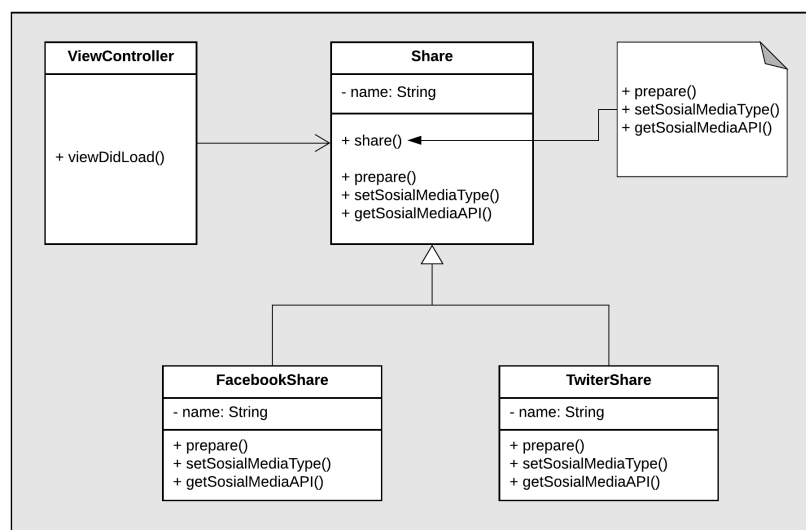 ViewController
+ viewDidLoad()
Share
- name: String
+ share()
+ prepare()
+ setSosialMediaType()
+ getSosialMediaAPI()
+ prepare()
+ setSosialMediaType()
+ getSosialMediaAPI()
FacebookShare
- name: String
+ prepare()
+ setSosialMediaType()
+ getSosialMediaAPI()
TwiterShare
- name: String
+ prepare()
+ setSosialMediaType()
+ getSosialMediaAPI()